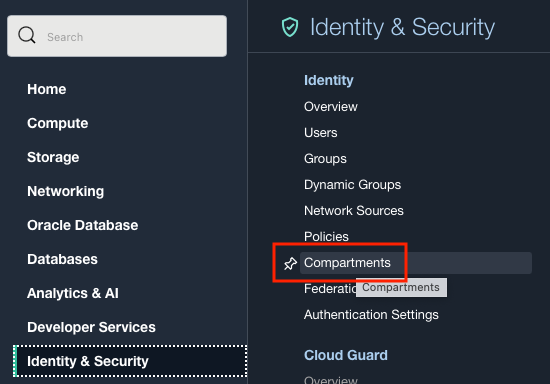 Search
Home
Compute
Storage
Networking
Oracle Database
Databases
Analytics & AI
Developer Services
Identity & Security
Identity & Security
Identity
Overview
Users
Groups
Dynamic Groups
Network Sources
Policies
Compartments
Compartments
Authentication Settings
Cloud Guard
Overview